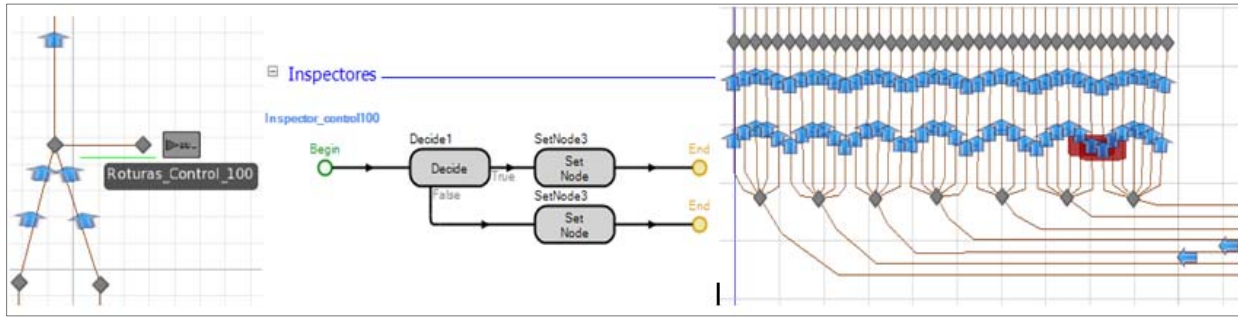 Roturas_Control_100
Inspectores
Inspector_control100
Begin
Decide1
Decide
True
False
SetNode3
Set
Node
End
SetNode3
Set
Node
End